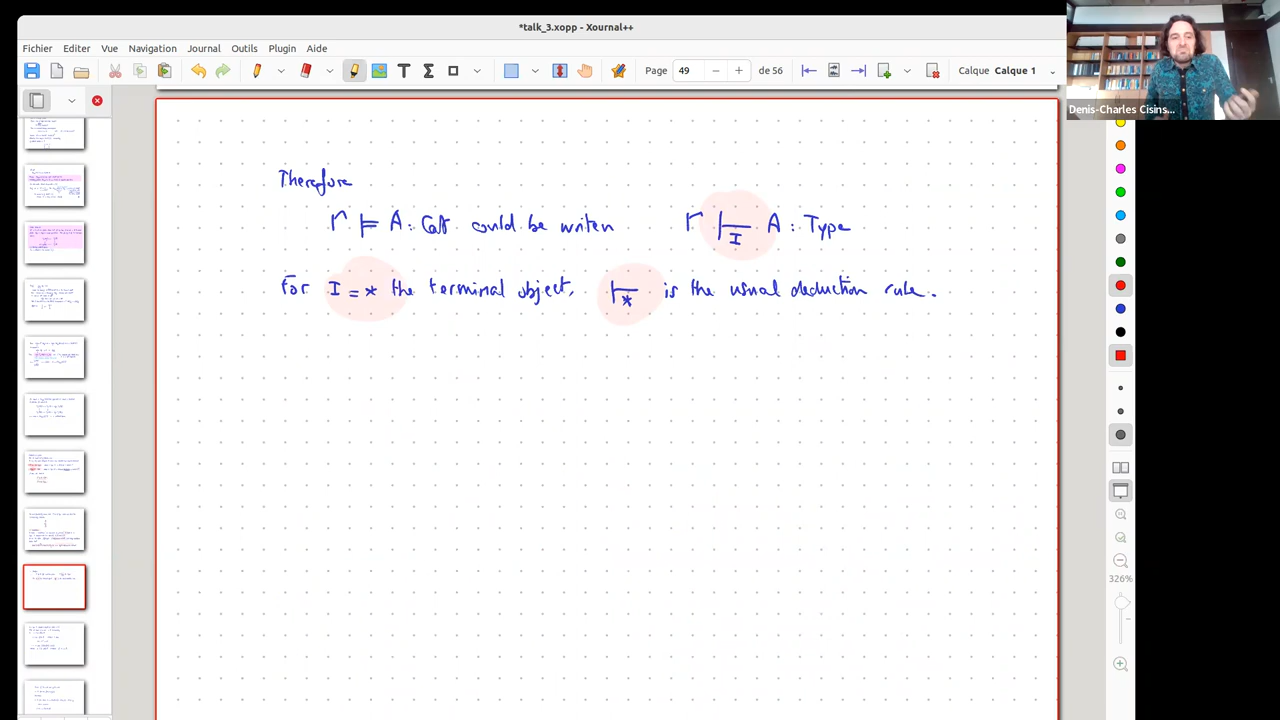 *talk_3.xopp - Xournal++
Fichier Editer Vue Navigation Journal Outils Plugin Aide
Page 49 de 56 Calque Calque 1
Denis-Charles Cisins...
Therefore
Γ ⊨ A : Cat could be writen Γ ⊢_I A : Type
For I = * the terminal object, ⊢_* is the usual deduction rule.
326%